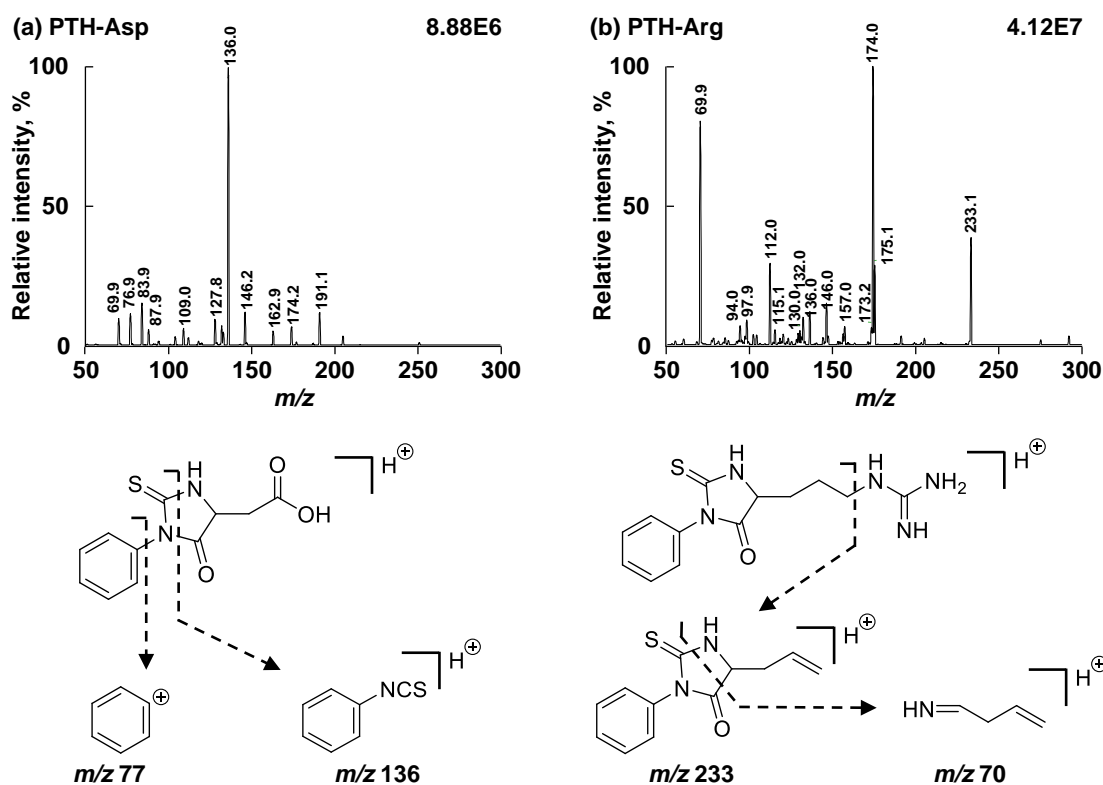 (a) PTH-Asp 8.88E6
136.0
100
50
0
Relative intensity, %
69.9
76.9
83.9
87.9
109.0
127.8
146.2
162.9
174.2
191.1
50 100 150 200 250 300
m/z
(b) PTH-Arg 4.12E7
174.0
100
50
0
Relative intensity, %
69.9
94.0
97.9
112.0
115.1
130.0
132.0
136.0
146.0
157.0
173.2
175.1
233.1
50 100 150 200 250 300
m/z
S H N O OH N O H⊕
⊕
m/z 77
NCS H⊕
m/z 136
S H N N O H N NH2 NH H⊕
S H N N O H⊕
m/z 233
HN H⊕
m/z 70